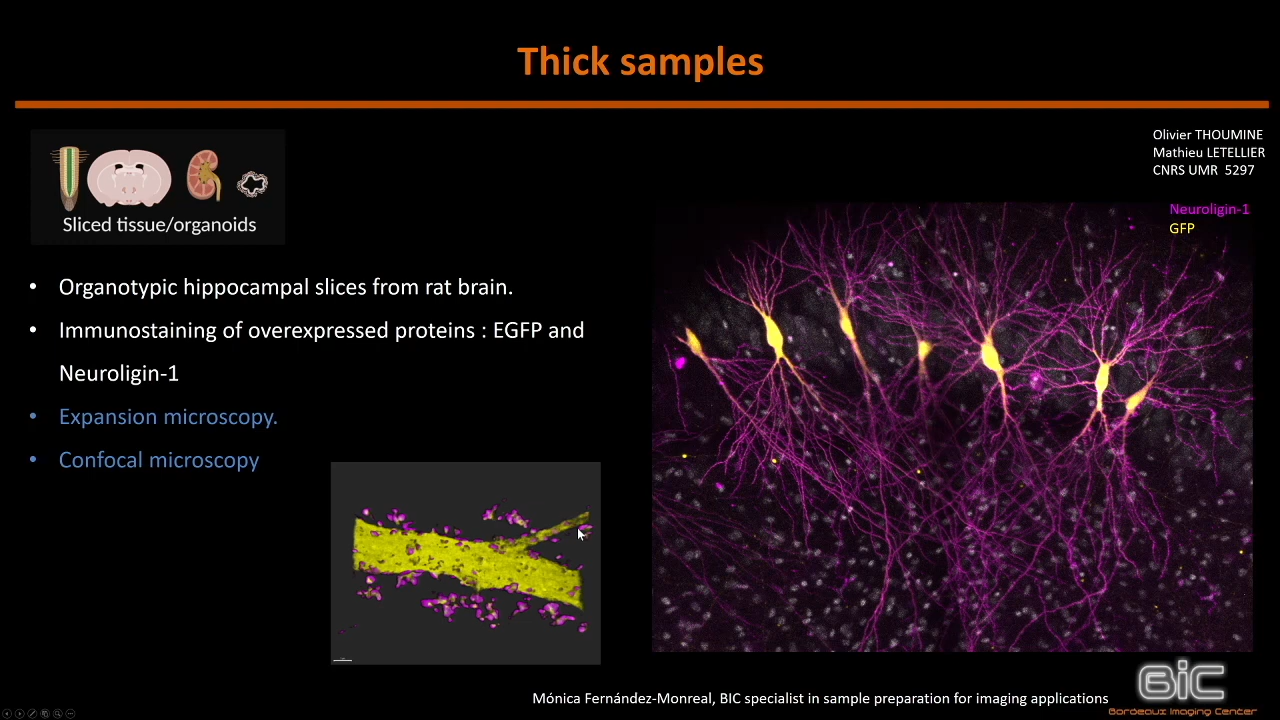 Thick samples
Olivier THOUMINE
Mathieu LETELLIER
CNRS UMR 5297
Sliced tissue/organoids
Neuroligin-1
GFP
• Organotypic hippocampal slices from rat brain.
• Immunostaining of overexpressed proteins : EGFP and
Neuroligin-1
• Expansion microscopy.
• Confocal microscopy
Mónica Fernández-Monreal, BIC specialist in sample preparation for imaging applications
BiC
Bordeaux Imaging Center